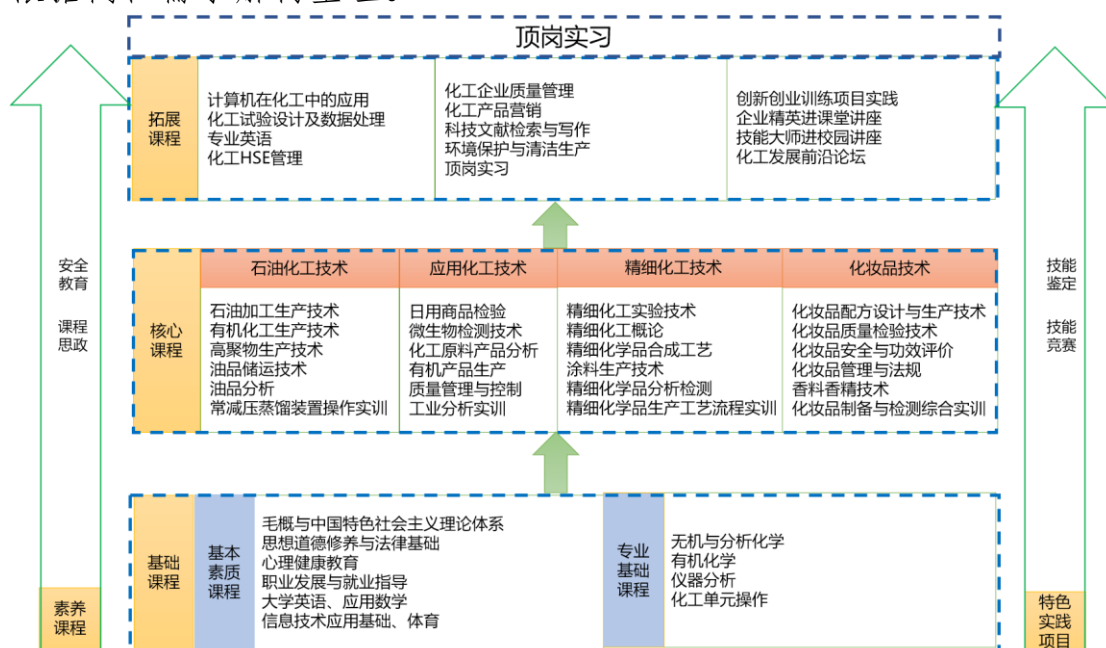 顶岗实习
拓展
课程
计算机在化工中的应用
化工试验设计及数据处理
专业英语
化工HSE管理
化工企业质量管理
化工产品营销
科技文献检索与写作
环境保护与清洁生产
顶岗实习
创新创业训练项目实践
企业精英进课堂讲座
技能大师进校园讲座
化工发展前沿论坛
安全
教育
课程
思政
核心
课程
石油化工技术
石油加工生产技术
有机化工生产技术
高聚物生产技术
油品储运技术
油品分析
常减压蒸馏装置操作实训
应用化工技术
日用商品检验
微生物检测技术
化工原料产品分析
有机产品生产
质量管理与控制
工业分析实训
精细化工技术
精细化工实验技术
精细化工概论
精细化学品合成工艺
涂料生产技术
精细化学品分析检测
精细化学品生产工艺流程实训
化妆品技术
化妆品配方设计与生产技术
化妆品质量检验技术
化妆品安全与功效评价
化妆品管理与法规
香料香精技术
化妆品制备与检测综合实训
技能
鉴定
技能
竞赛
素养
课程
基础
课程
基本
素质
课程
毛概与中国特色社会主义理论体系
思想道德修养与法律基础
心理健康教育
职业发展与就业指导
大学英语、应用数学
信息技术应用基础、体育
专业
基础
课程
无机与分析化学
有机化学
仪器分析
化工单元操作
特色
实践
项目